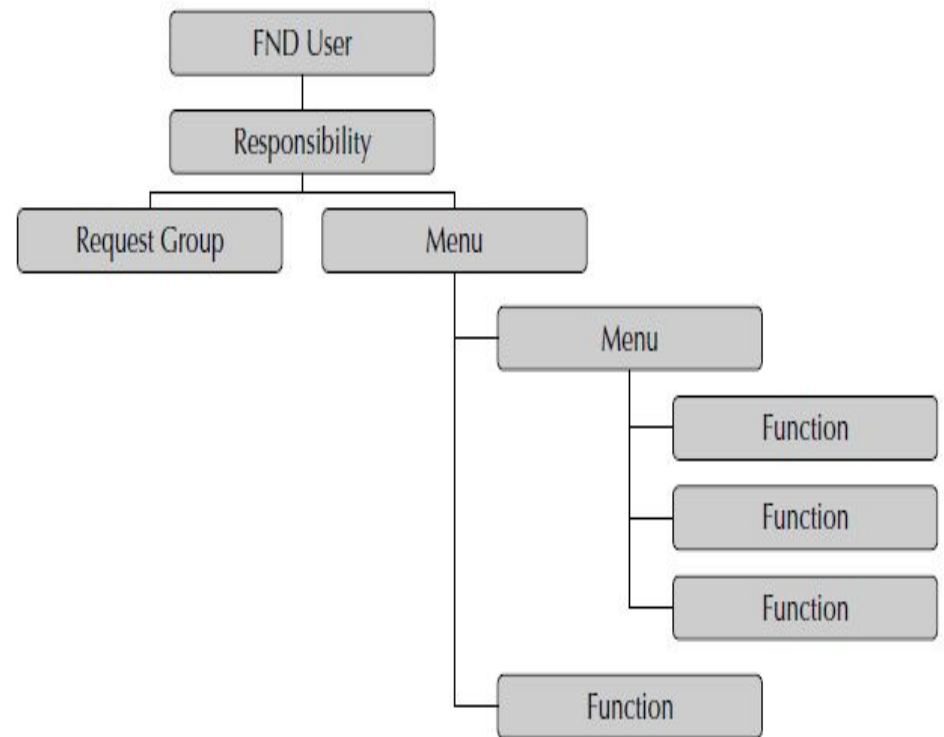 FND User
Responsibility
Request Group
Menu
Menu
Function
Function
Function
Function